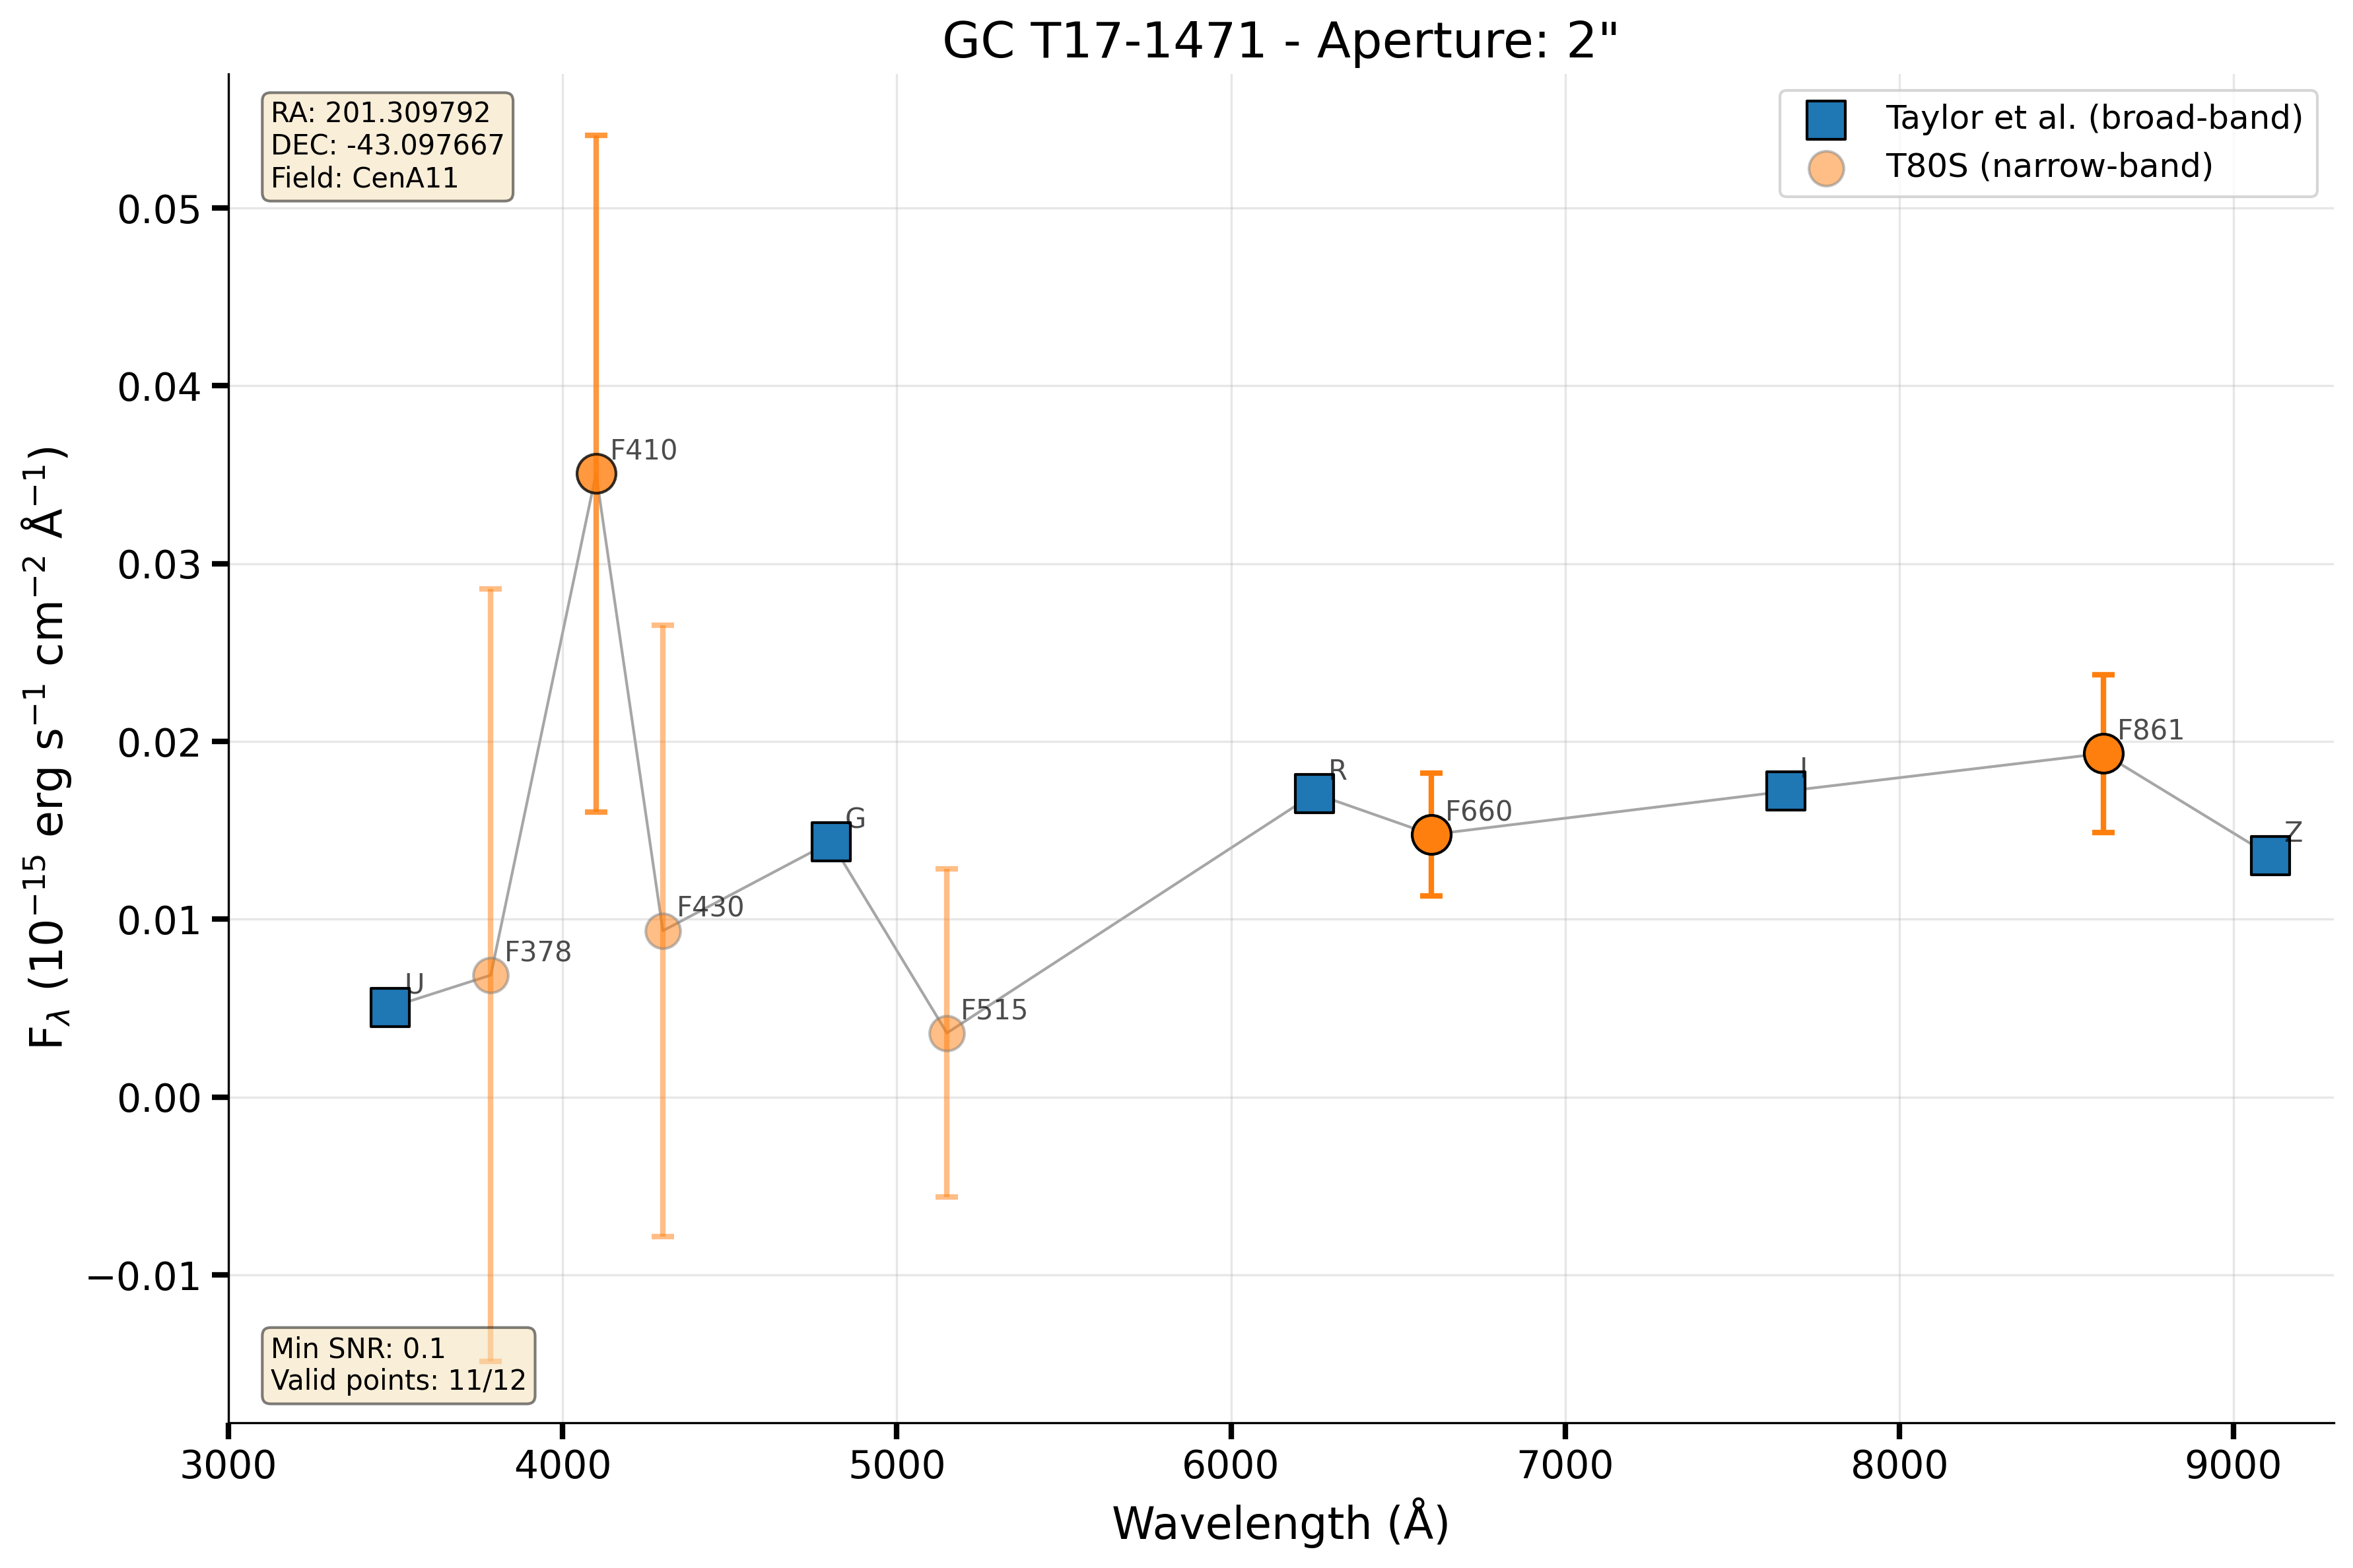 GC T17-1471 - Aperture: 2"
RA: 201.309792
DEC: -43.097667
Field: CenA11
Taylor et al. (broad-band)
T80S (narrow-band)
F_λ (10⁻¹⁵ erg s⁻¹ cm⁻² Å⁻¹)
0.05
0.04
0.03
0.02
0.01
0.00
−0.01
U
F378
F410
F430
G
F515
R
F660
I
F861
Z
Min SNR: 0.1
Valid points: 11/12
3000 4000 5000 6000 7000 8000 9000
Wavelength (Å)